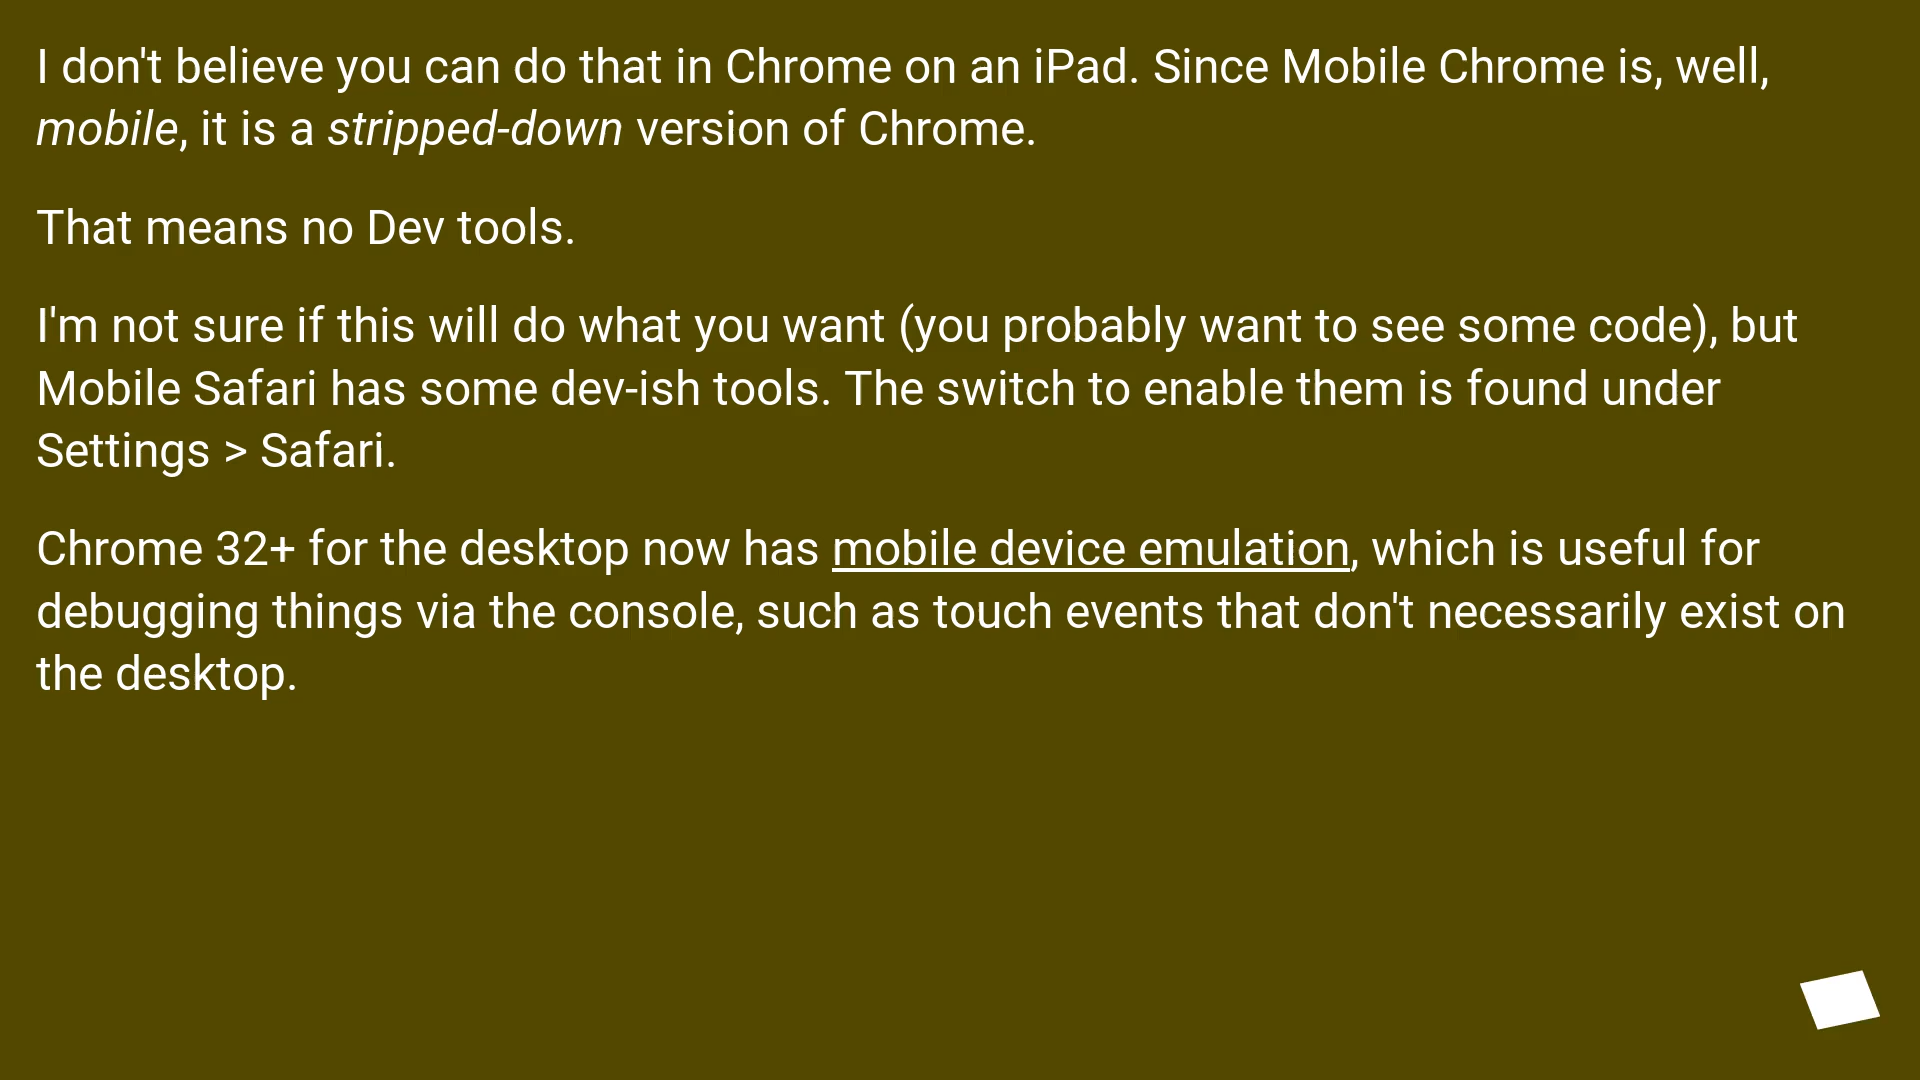 I don't believe you can do that in Chrome on an iPad. Since Mobile Chrome is, well,
mobile, it is a stripped-down version of Chrome.
That means no Dev tools.
I'm not sure if this will do what you want (you probably want to see some code), but
Mobile Safari has some dev-ish tools. The switch to enable them is found under
Settings > Safari.
Chrome 32+ for the desktop now has mobile device emulation, which is useful for
debugging things via the console, such as touch events that don't necessarily exist on
the desktop.